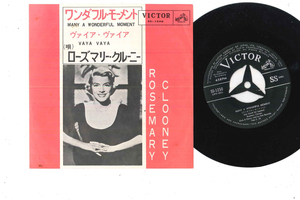 ワンダフル・モーメント
MANY A WONDERFUL MOMENT
VICTOR
ヴァイア・ヴァイア
VAYA VAYA
(唄)
ローズマリー・クルーニー
ROSEMARY
CLOONEY
VICTOR